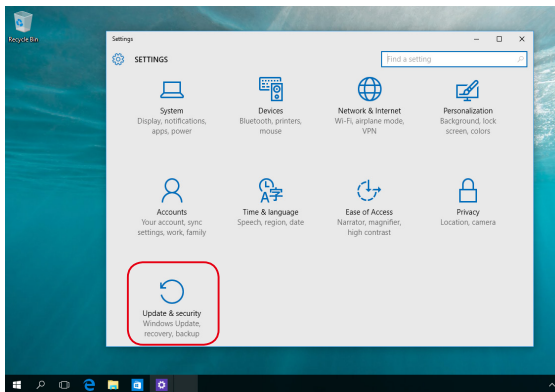 Recycle Bin
Settings
SETTINGS
Find a setting
System
Display, notifications,
apps, power
Devices
Bluetooth, printers,
mouse
Network & Internet
Wi-Fi, airplane mode,
VPN
Personalization
Background, lock
screen, colors
Accounts
Your account, sync
settings, work, family
Time & language
Speech, region, date
Ease of Access
Narrator, magnifier,
high contrast
Privacy
Location, camera
Update & security
Windows Update,
recovery, backup